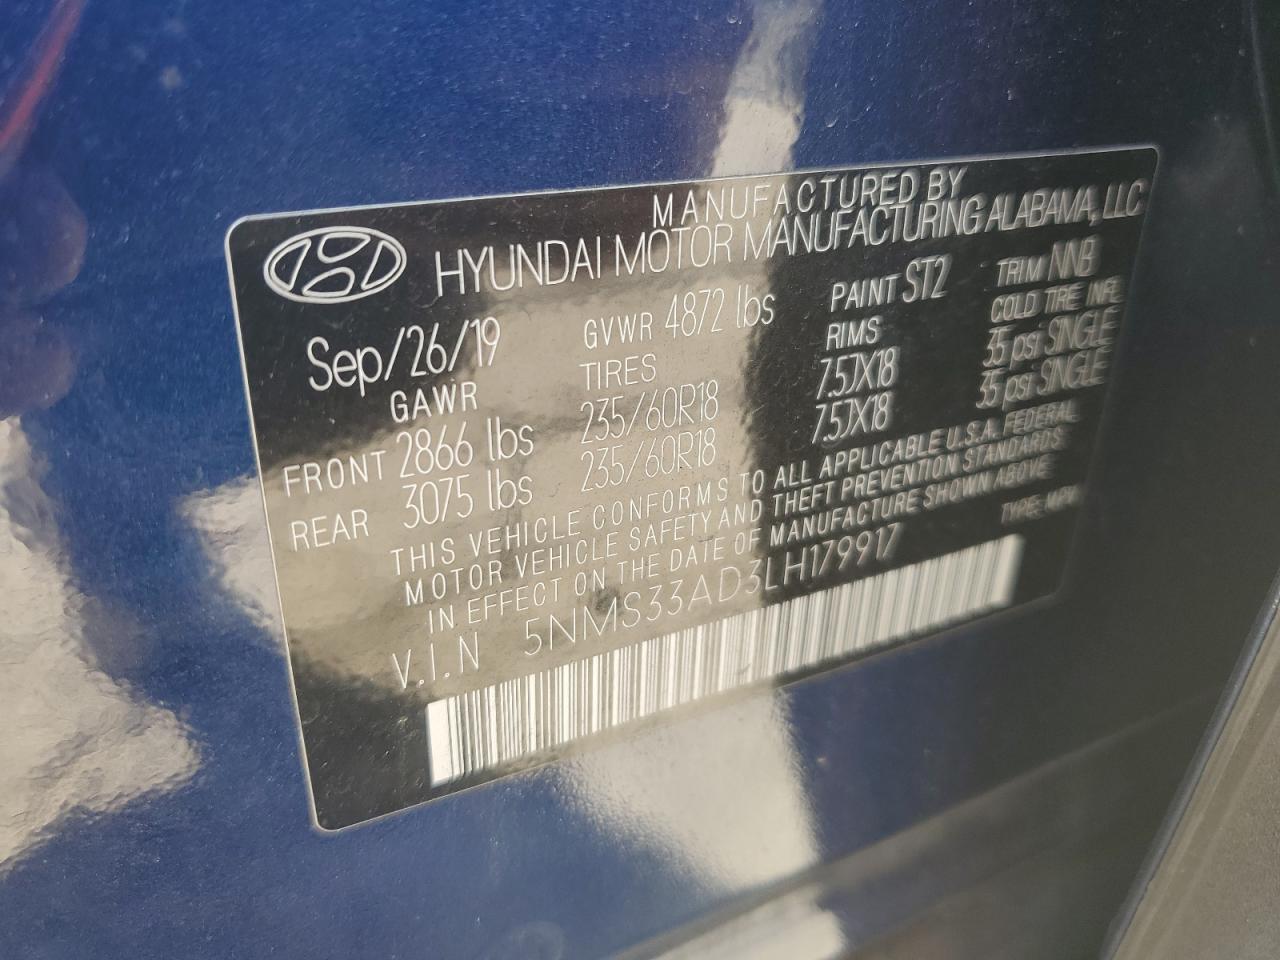 MANUFACTURED BY
HYUNDAI MOTOR MANUFACTURING ALABAMA, LLC
Sep/26/19 GVWR 4872 lbs PAINT ST2 TRIM NNB
GAWR TIRES RIMS COLD TIRE INFL
FRONT 2866 lbs 235/60R18 7.5JX18 35 psi SINGLE
REAR 3075 lbs 235/60R18 7.5JX18 35 psi SINGLE
THIS VEHICLE CONFORMS TO ALL APPLICABLE U.S.A. FEDERAL
MOTOR VEHICLE SAFETY AND THEFT PREVENTION STANDARDS
IN EFFECT ON THE DATE OF MANUFACTURE SHOWN ABOVE
V.I.N 5NMS33AD3LH179917 TYPE: MPV